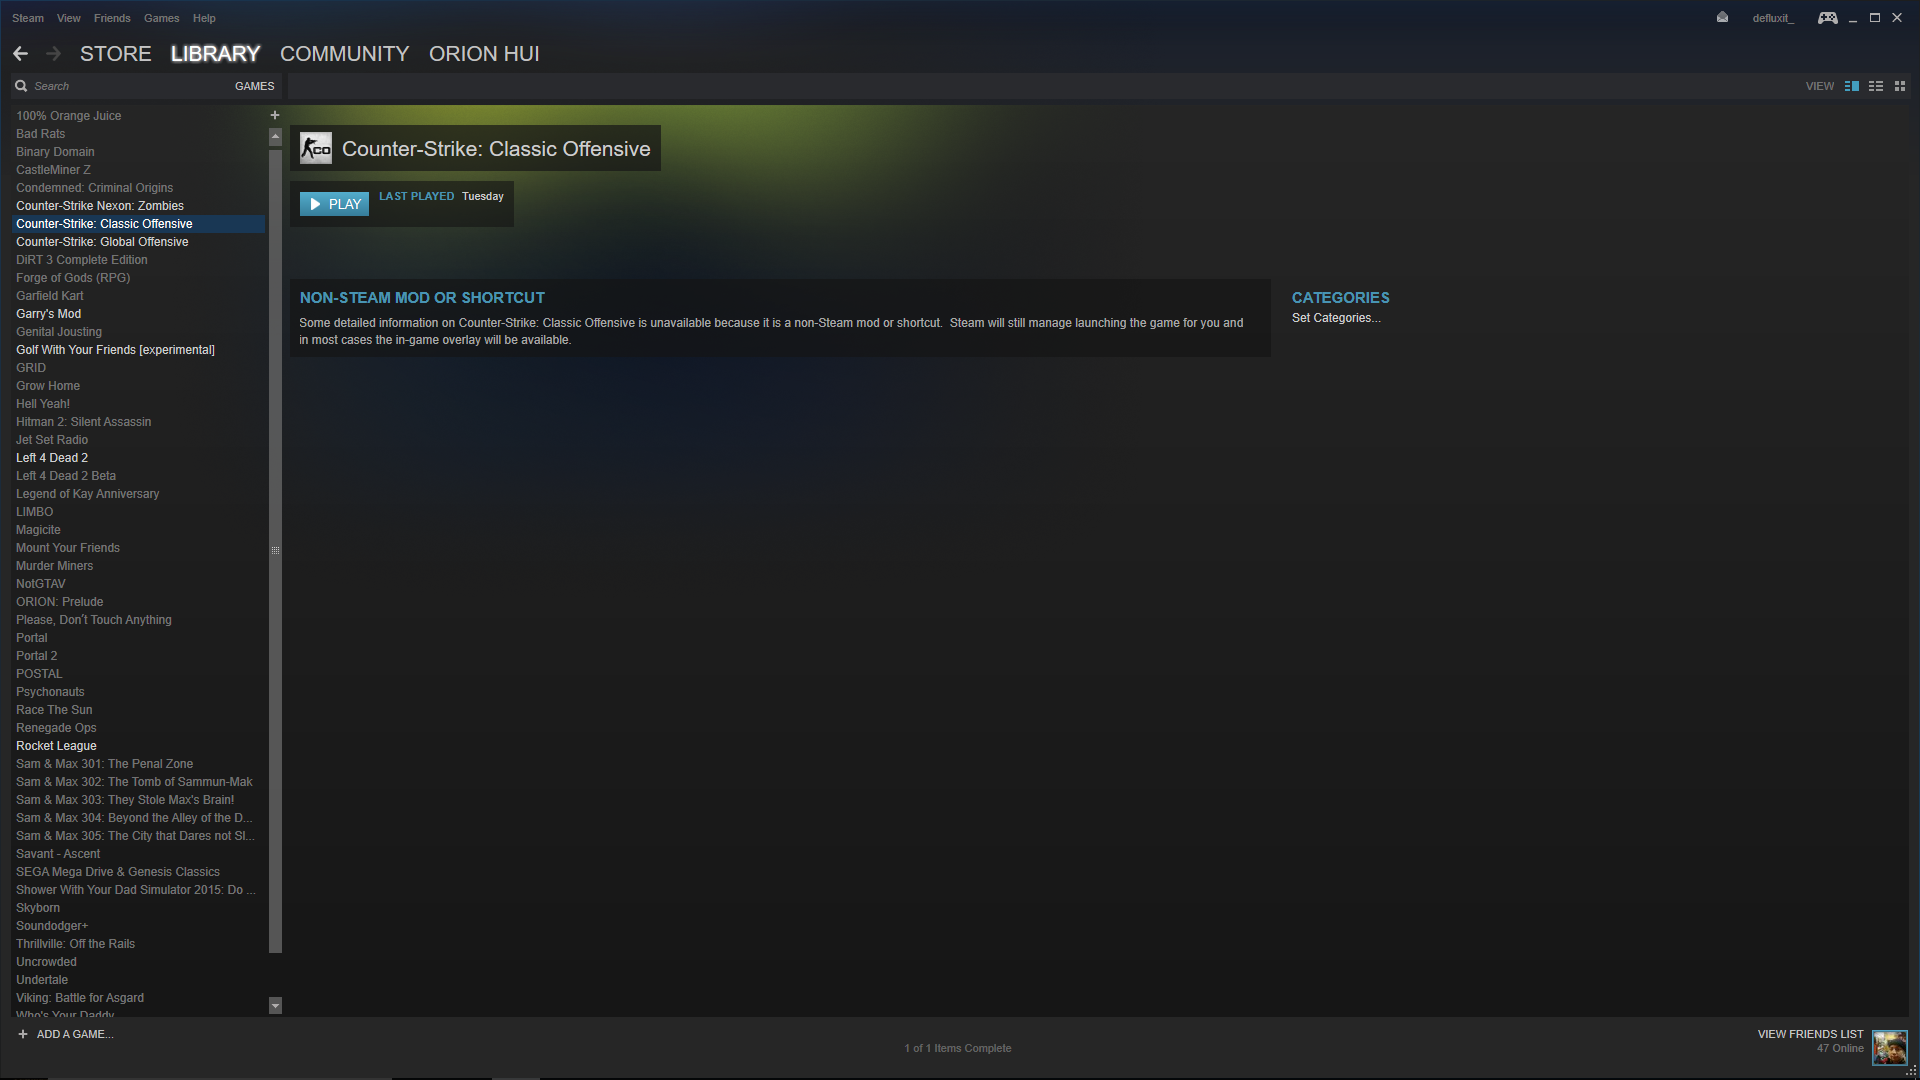 Steam View Friends Games Help
defluxit_
STORE LIBRARY COMMUNITY ORION HUI
Search GAMES
VIEW
100% Orange Juice
Bad Rats
Binary Domain
CastleMiner Z
Condemned: Criminal Origins
Counter-Strike Nexon: Zombies
Counter-Strike: Classic Offensive
Counter-Strike: Global Offensive
DiRT 3 Complete Edition
Forge of Gods (RPG)
Garfield Kart
Garry's Mod
Genital Jousting
Golf With Your Friends [experimental]
GRID
Grow Home
Hell Yeah!
Hitman 2: Silent Assassin
Jet Set Radio
Left 4 Dead 2
Left 4 Dead 2 Beta
Legend of Kay Anniversary
LIMBO
Magicite
Mount Your Friends
Murder Miners
NotGTAV
ORION: Prelude
Please, Don't Touch Anything
Portal
Portal 2
POSTAL
Psychonauts
Race The Sun
Renegade Ops
Rocket League
Sam & Max 301: The Penal Zone
Sam & Max 302: The Tomb of Sammun-Mak
Sam & Max 303: They Stole Max's Brain!
Sam & Max 304: Beyond the Alley of the D...
Sam & Max 305: The City that Dares not Sl...
Savant - Ascent
SEGA Mega Drive & Genesis Classics
Shower With Your Dad Simulator 2015: Do ...
Skyborn
Soundodger+
Thrillville: Off the Rails
Uncrowded
Undertale
Viking: Battle for Asgard
Who's Your Daddy
CO
Counter-Strike: Classic Offensive
PLAY
LAST PLAYED Tuesday
NON-STEAM MOD OR SHORTCUT
Some detailed information on Counter-Strike: Classic Offensive is unavailable because it is a non-Steam mod or shortcut.  Steam will still manage launching the game for you and
in most cases the in-game overlay will be available.
CATEGORIES
Set Categories...
+ ADD A GAME...
1 of 1 Items Complete
VIEW FRIENDS LIST
47 Online